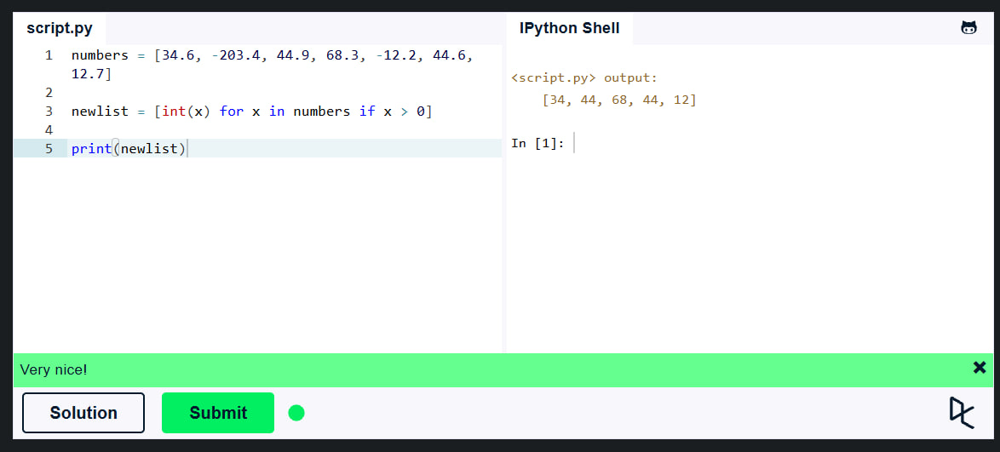 script.py
1 numbers = [34.6, -203.4, 44.9, 68.3, -12.2, 44.6,
12.7]
2
3 newlist = [int(x) for x in numbers if x > 0]
4
5 print(newlist)
IPython Shell
<script.py> output:
[34, 44, 68, 44, 12]
In [1]:
Very nice!
Solution
Submit